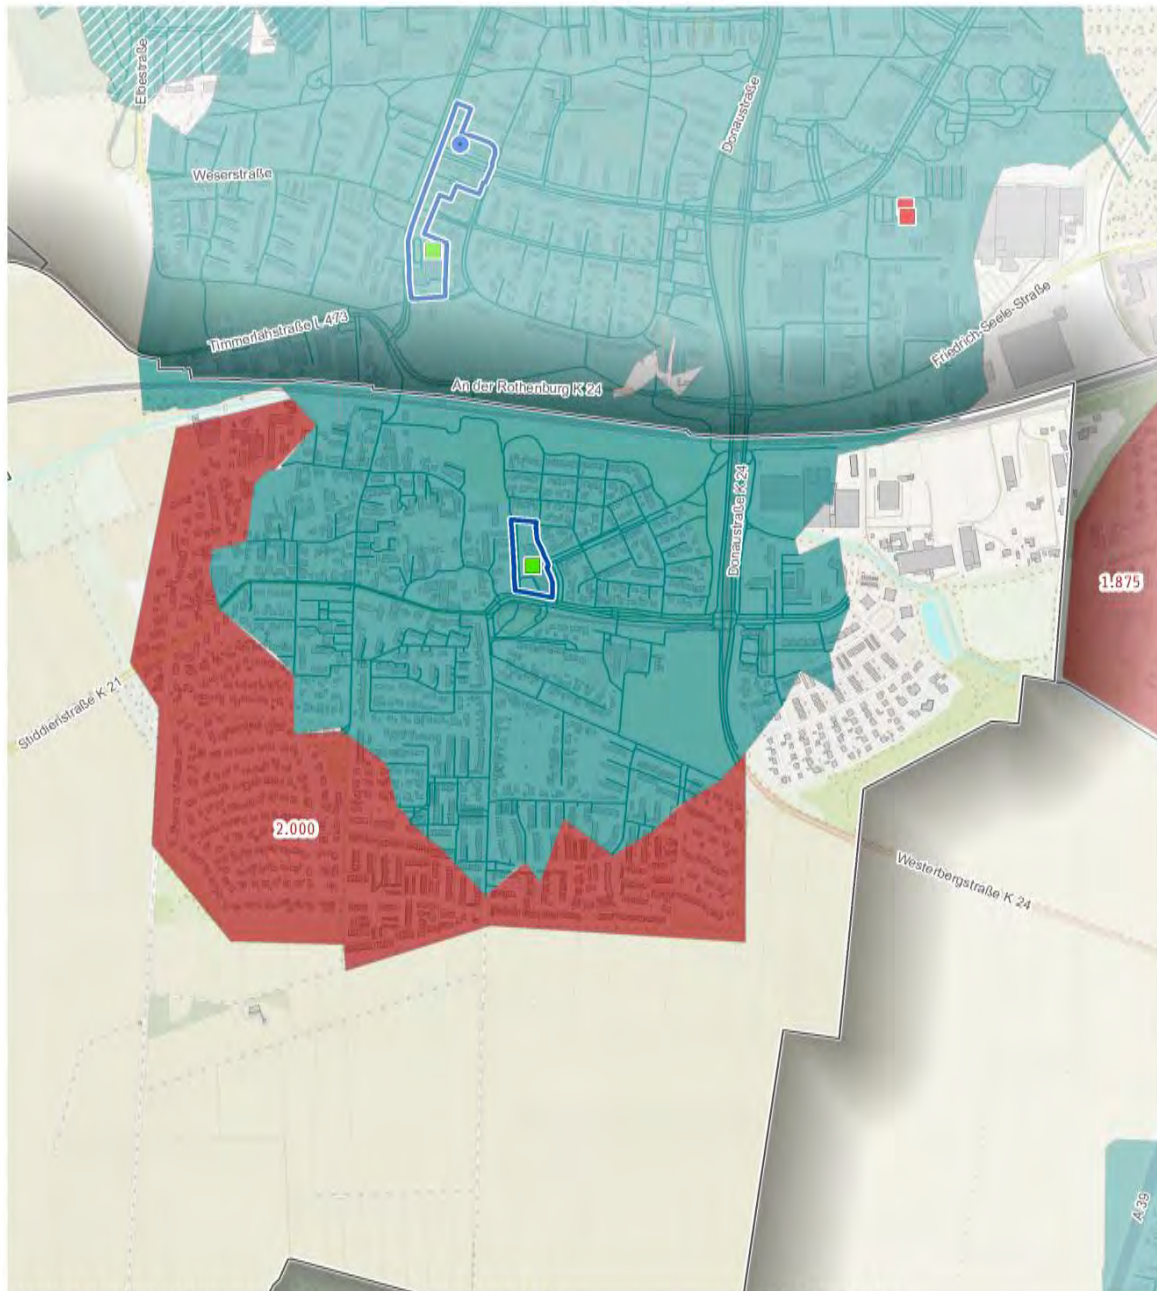 Elbestraße
Donaustraße
Weserstraße
Timmerlahstraße L 473
Friedrich-Seele-Straße
An der Rothenburg K 24
Donaustraße K 24
1.875
Stiddienstraße K 21
2.000
Westerbergstraße K 24
A 39